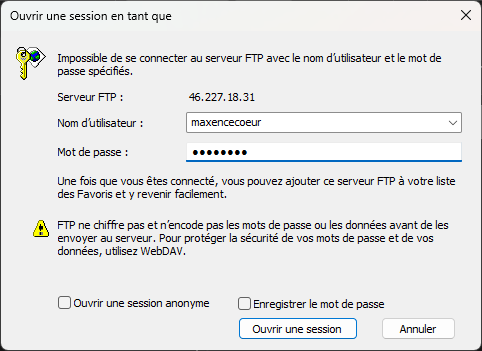 Ouvrir une session en tant que
Impossible de se connecter au serveur FTP avec le nom d'utilisateur et le mot de
passe spécifiés.
Serveur FTP : 46.227.18.31
Nom d'utilisateur : maxencecoeur
Mot de passe : ●●●●●●●●
Une fois que vous êtes connecté, vous pouvez ajouter ce serveur FTP à votre liste
des Favoris et y revenir facilement.
FTP ne chiffre pas et n'encode pas les mots de passe ou les données avant de les
envoyer au serveur. Pour protéger la sécurité de vos mots de passe et de vos
données, utilisez WebDAV.
Ouvrir une session anonyme Enregistrer le mot de passe
Ouvrir une session Annuler